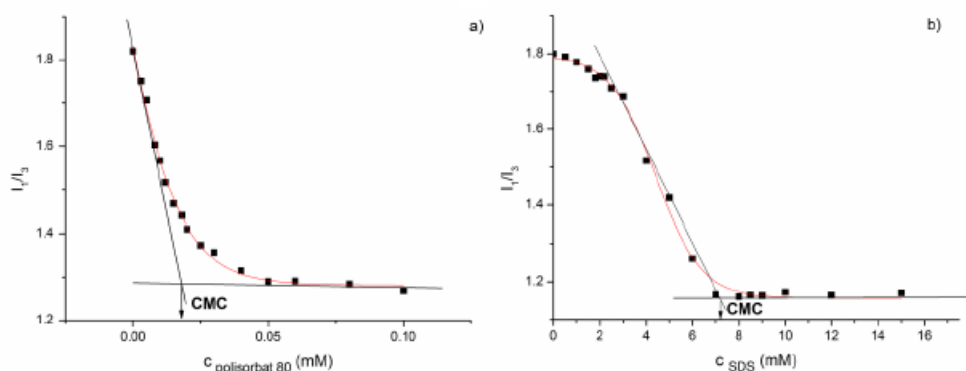 a)
1.8
1.6
1.4
1.2
I1/I3
CMC
0.00 0.05 0.10
c polisorbat 80 (mM)
b)
1.8
1.6
1.4
1.2
1.1
I1/I3
CMC
0 2 4 6 8 10 12 14 16
c SDS (mM)